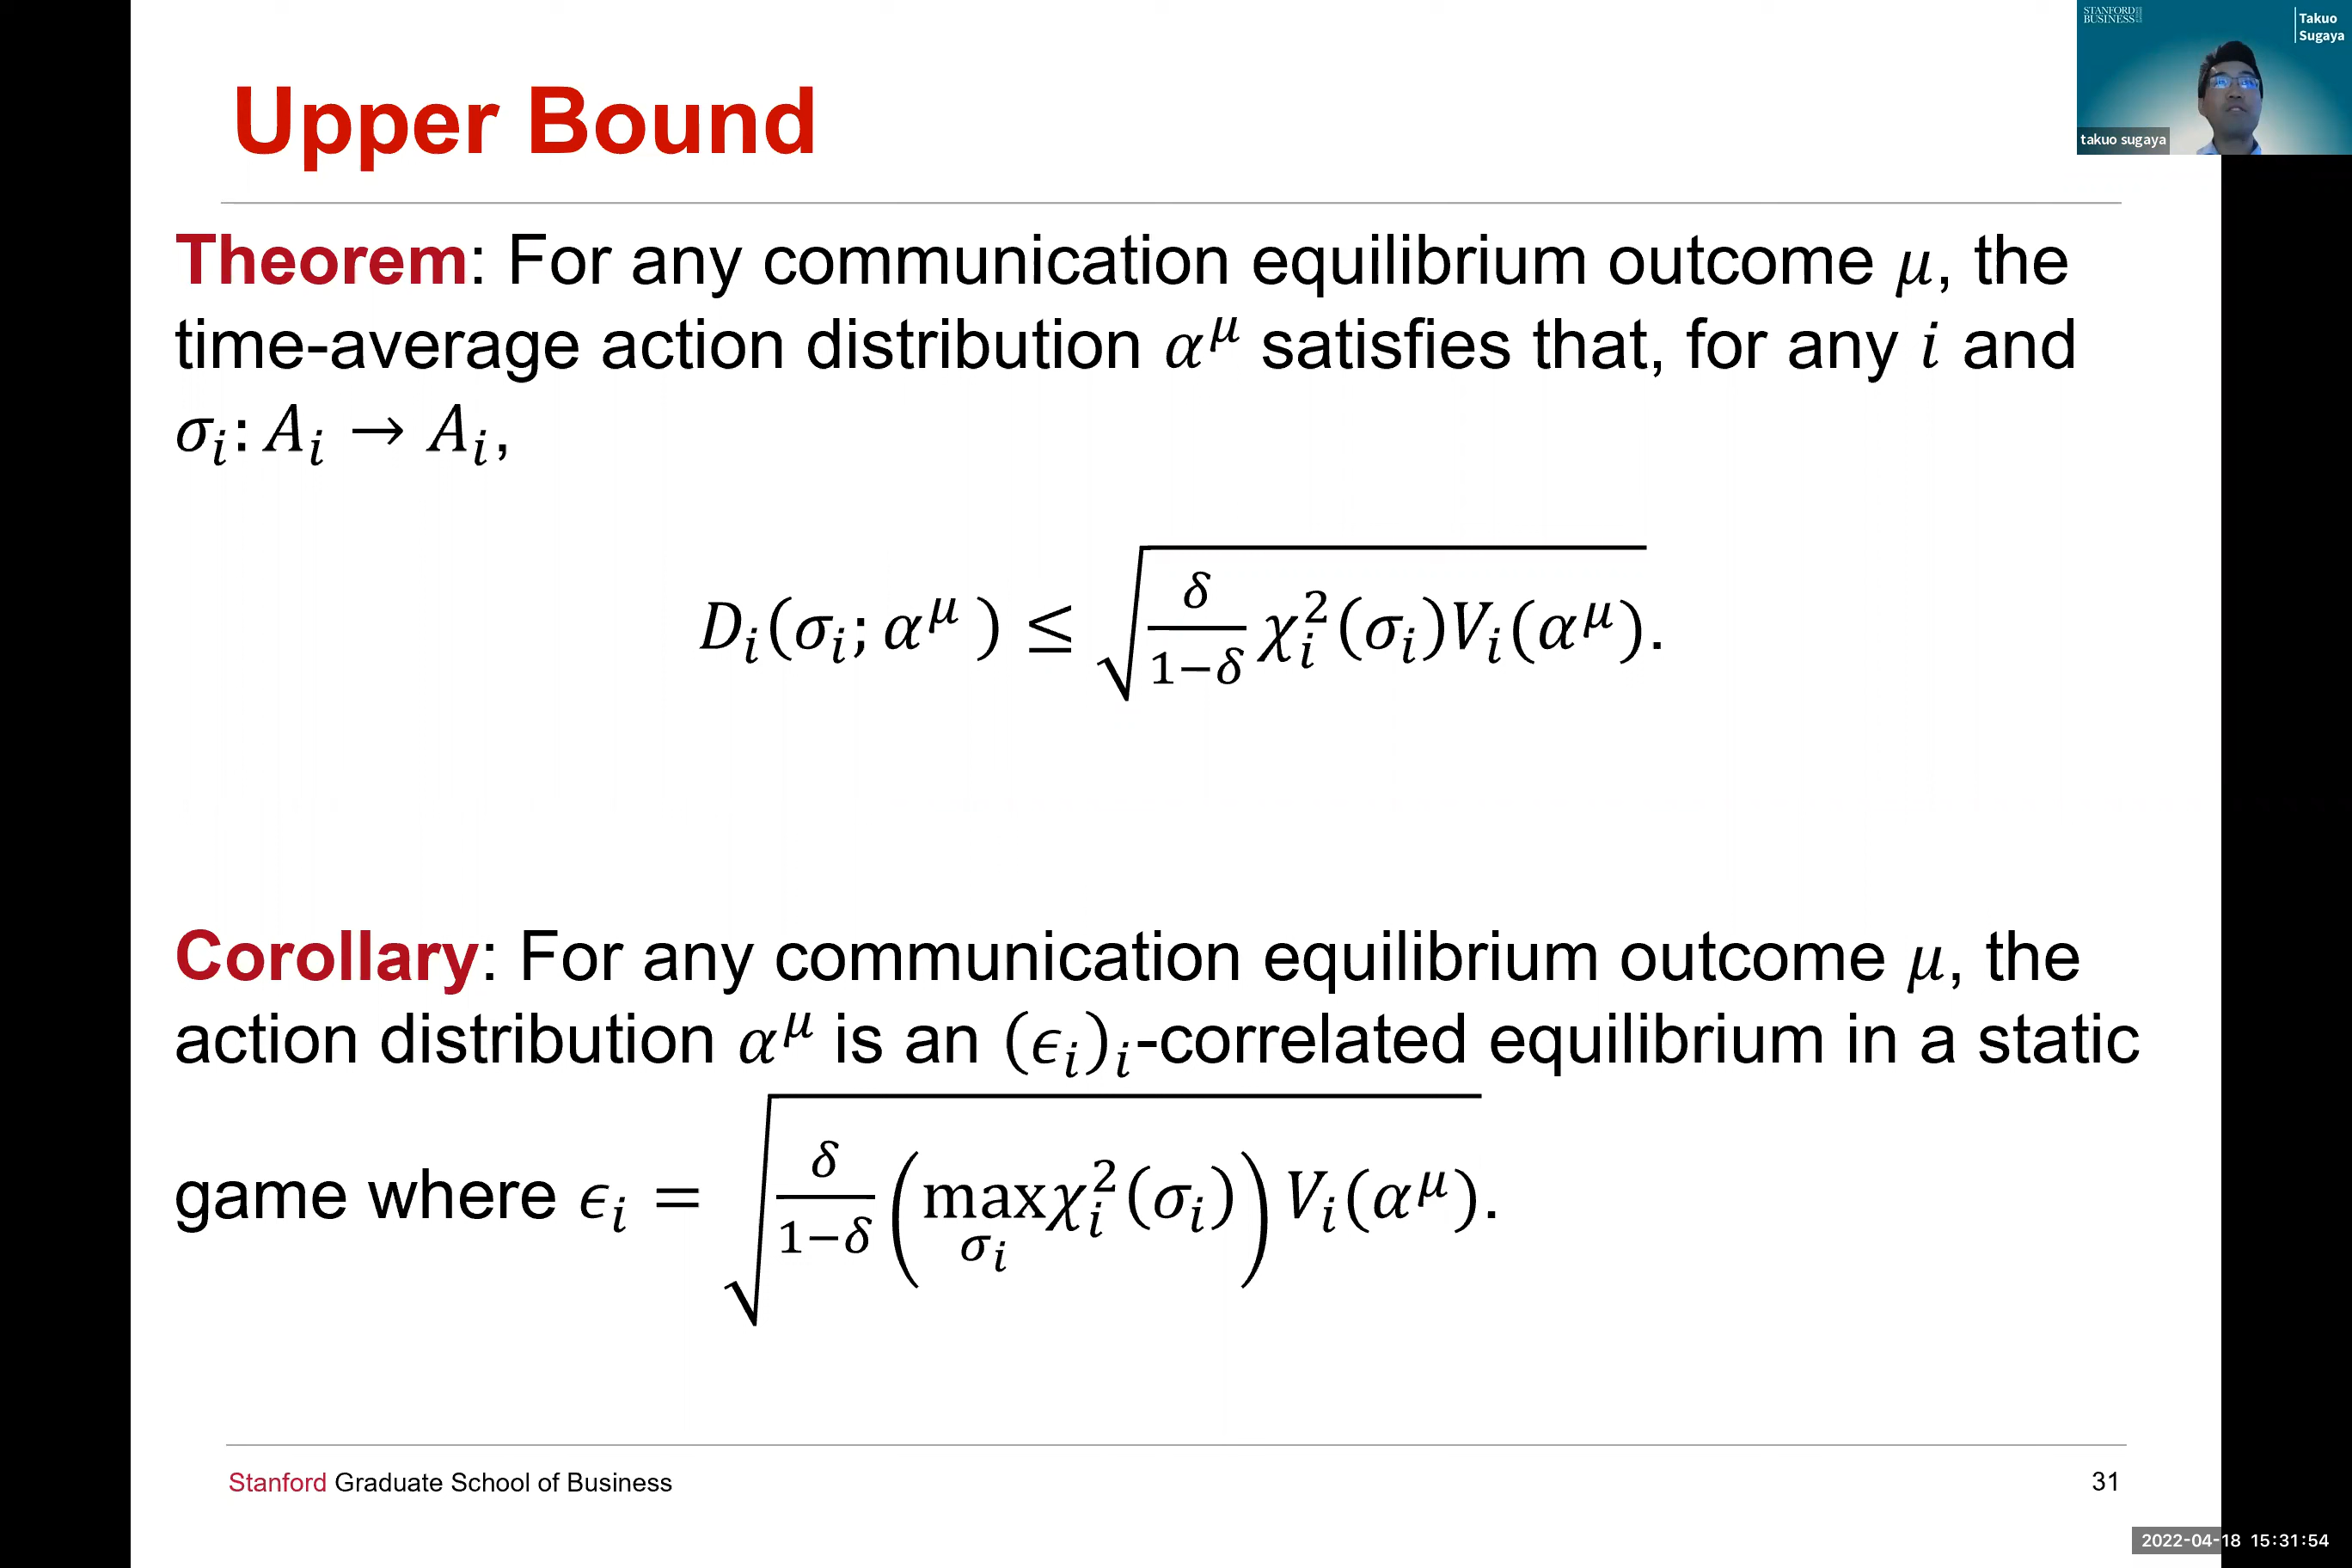 STANFORD
BUSINESS
Takuo
Sugaya
takuo sugaya
Upper Bound
Theorem: For any communication equilibrium outcome μ, the
time-average action distribution α^μ satisfies that, for any i and
σ_i: A_i → A_i,
D_i(σ_i; α^μ) ≤ √(δ/(1−δ) χ_i^2(σ_i)V_i(α^μ)).
Corollary: For any communication equilibrium outcome μ, the
action distribution α^μ is an (ϵ_i)_i-correlated equilibrium in a static
game where ϵ_i = √(δ/(1−δ) (max_{σ_i} χ_i^2(σ_i)) V_i(α^μ)).
Stanford Graduate School of Business
31
2022-04-18 15:31:54